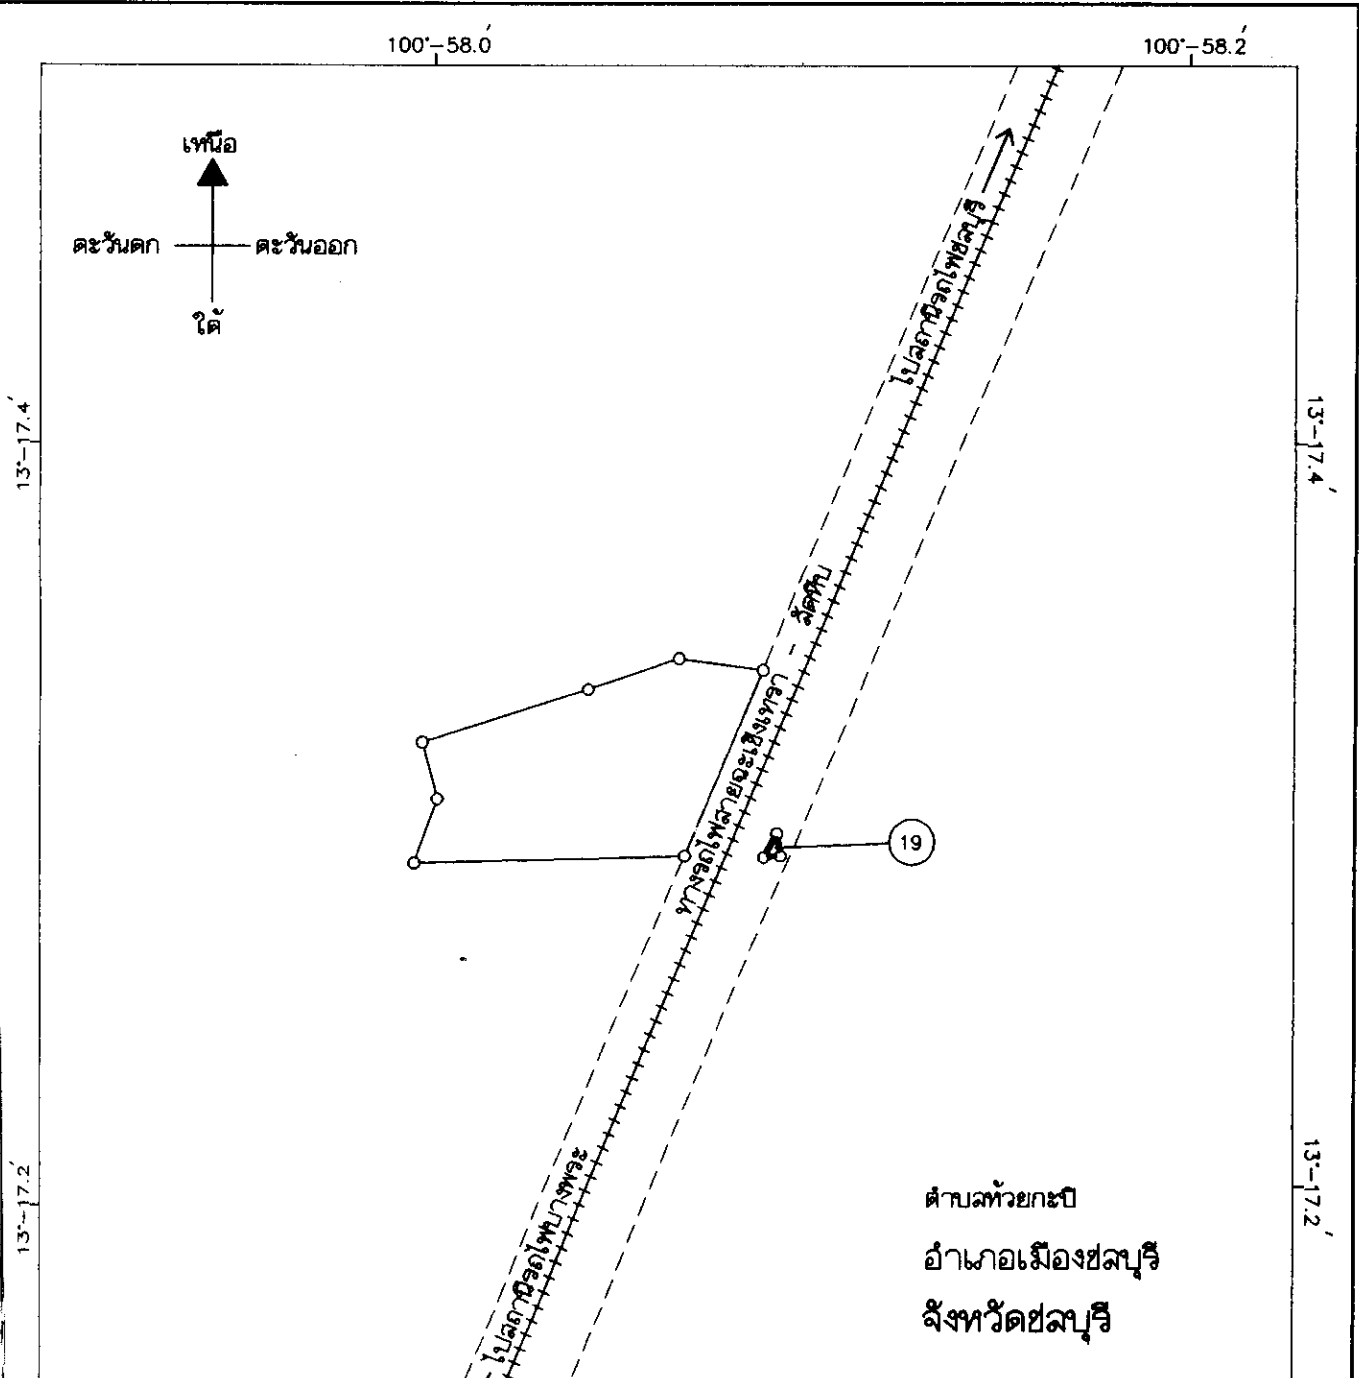 100°-58.0′
100°-58.2′
เหนือ
ตะวันตก
ตะวันออก
ใต้
13°-17.4′
13°-17.4′
ไปสถานีรถไฟชลบุรี
ทางรถไฟสายฉะเชิงเทรา - สัตหีบ
19
ไปสถานีรถไฟบางพระ
13°-17.2′
13°-17.2′
ตำบลห้วยกะปิ
อำเภอเมืองชลบุรี
จังหวัดชลบุรี